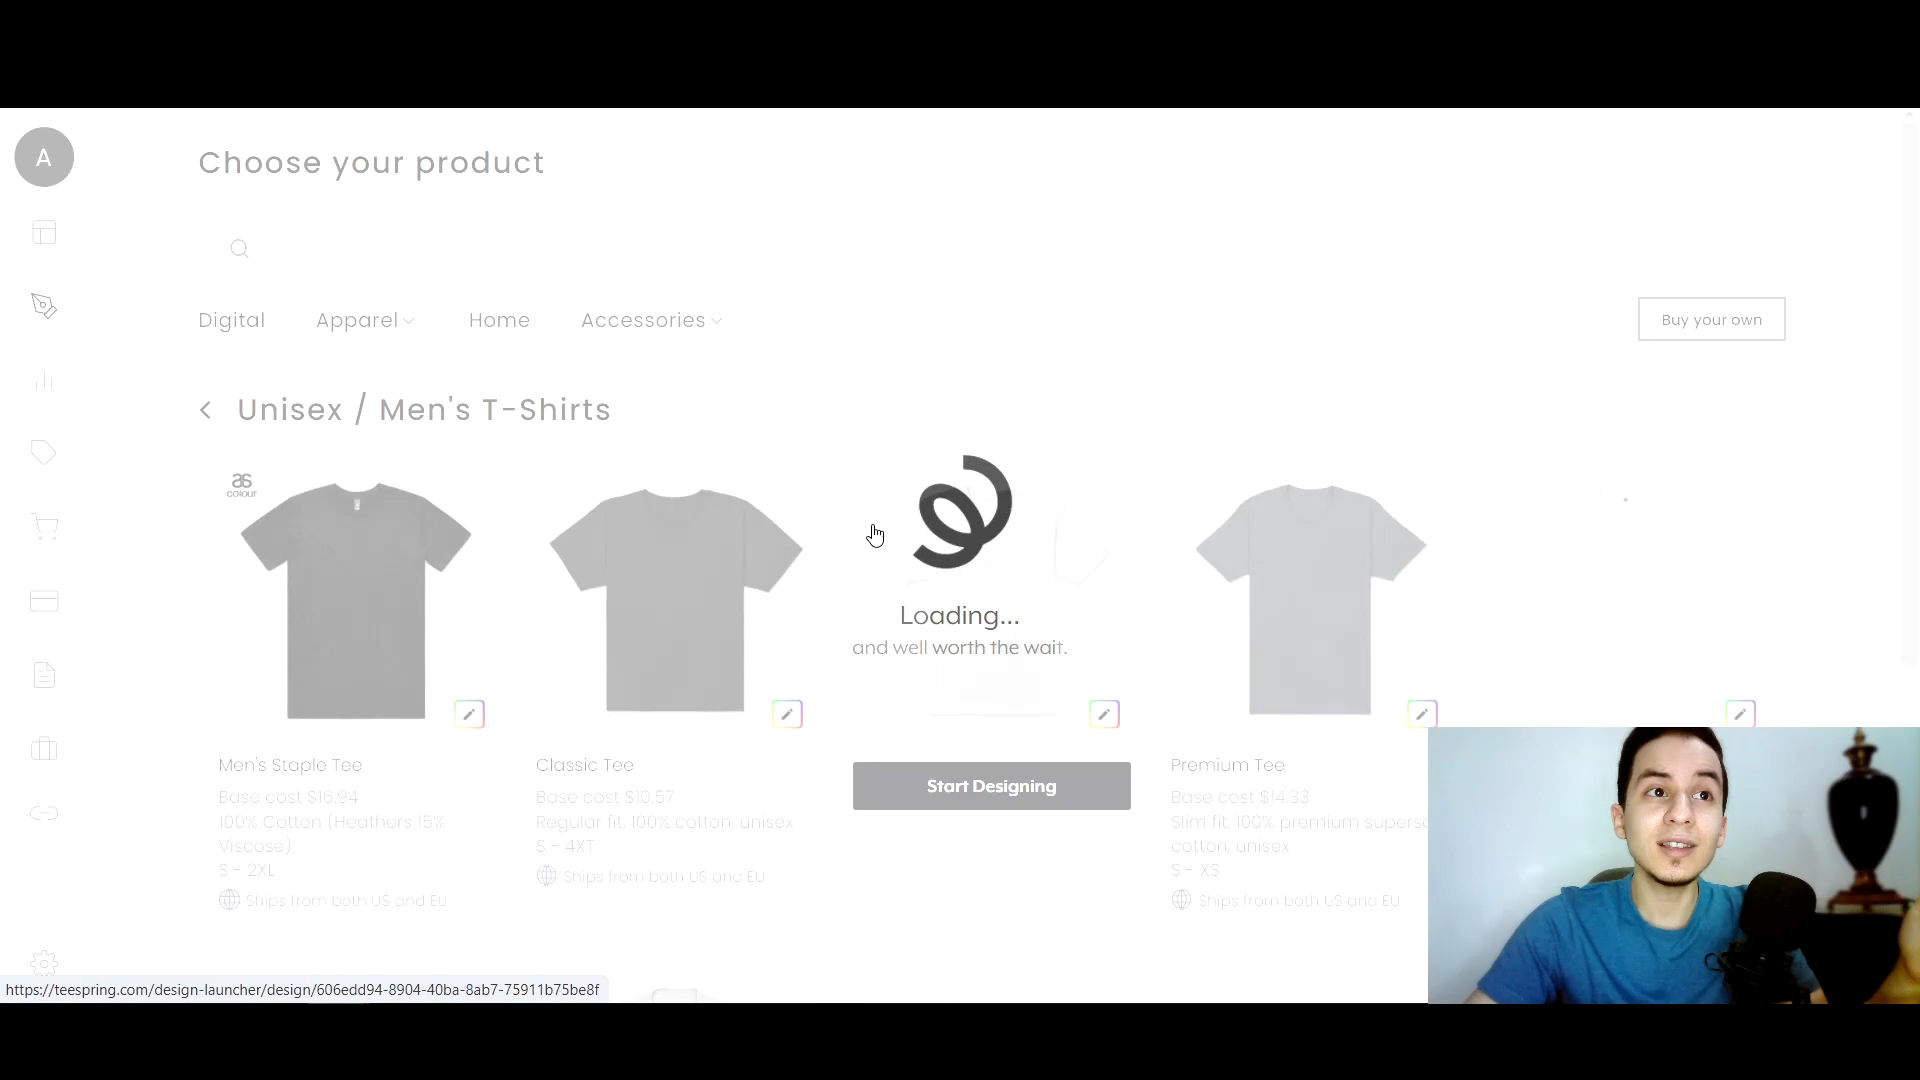 A
Choose your product
Digital
Apparel
Home
Accessories
Buy your own
Unisex / Men's T-Shirts
as
colour
Loading...
and well worth the wait.
Men's Staple Tee
Base cost $16.94
100% Cotton (Heathers 15%
Viscose)
S - 2XL
Ships from both US and EU
Classic Tee
Base cost $10.57
Regular fit, 100% cotton, unisex
S - 4XT
Ships from both US and EU
Start Designing
Premium Tee
Base cost $14.33
Slim fit, 100% premium superso
cotton, unisex
S - XS
Ships from both US and EU
https://teespring.com/design-launcher/design/606edd94-8904-40ba-8ab7-75911b75be8f